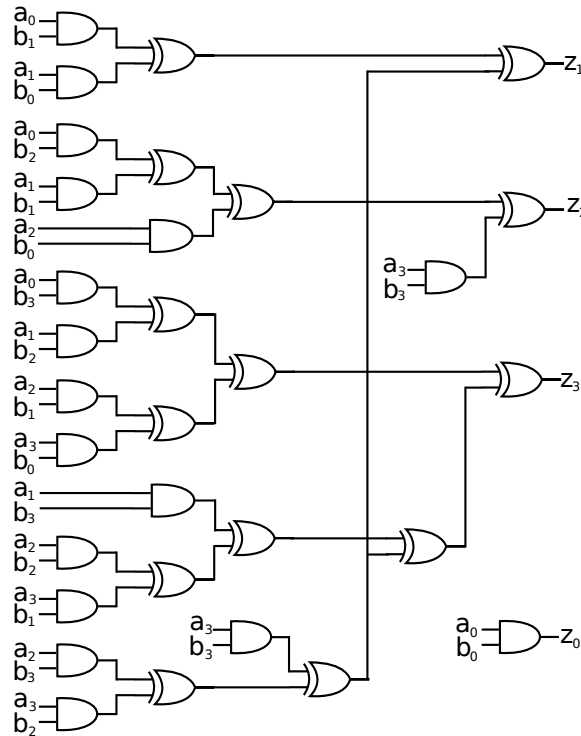 a₀
b₁
z₁
a₁
b₀
a₀
b₂
a₁
b₁
z₂
a₂
b₀
a₃
b₃
a₀
b₃
a₁
b₂
a₂
b₁
z₃
a₃
b₀
a₁
b₃
a₂
b₂
a₃
b₁
a₃
b₃
a₀
b₀
z₀
a₂
b₃
a₃
b₂